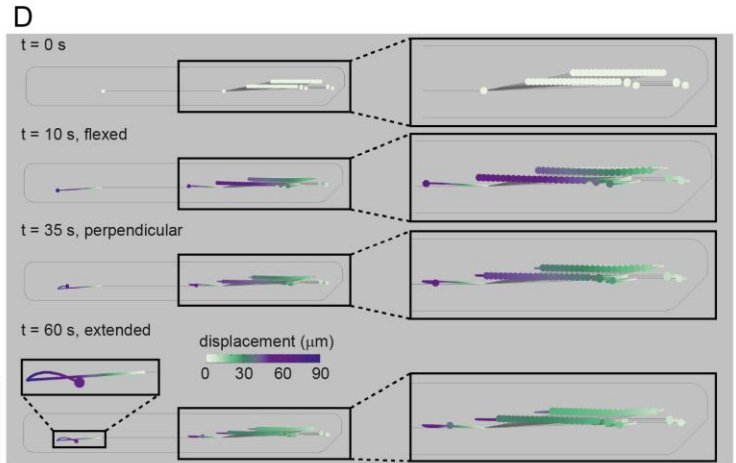 D
t = 0 s
t = 10 s, flexed
t = 35 s, perpendicular
t = 60 s, extended
displacement (μm)
0 30 60 90